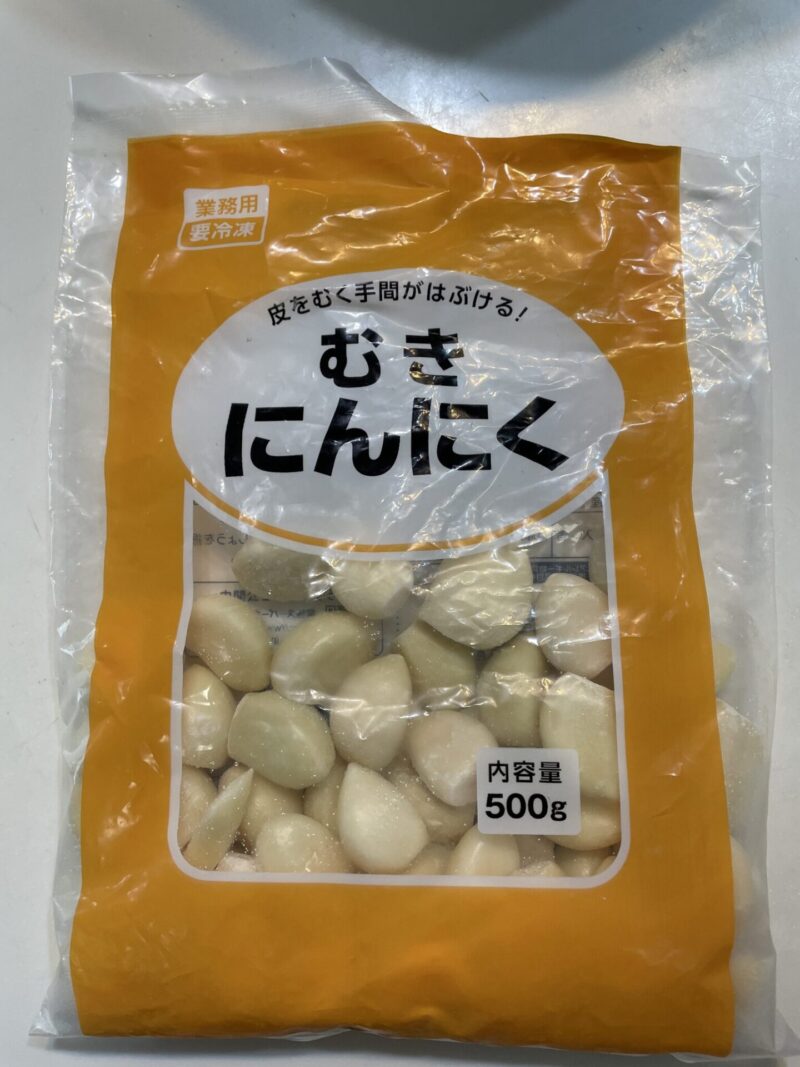 業務用
要冷凍
皮をむく手間がはぶける!
むき
にんにく
内容量
500g